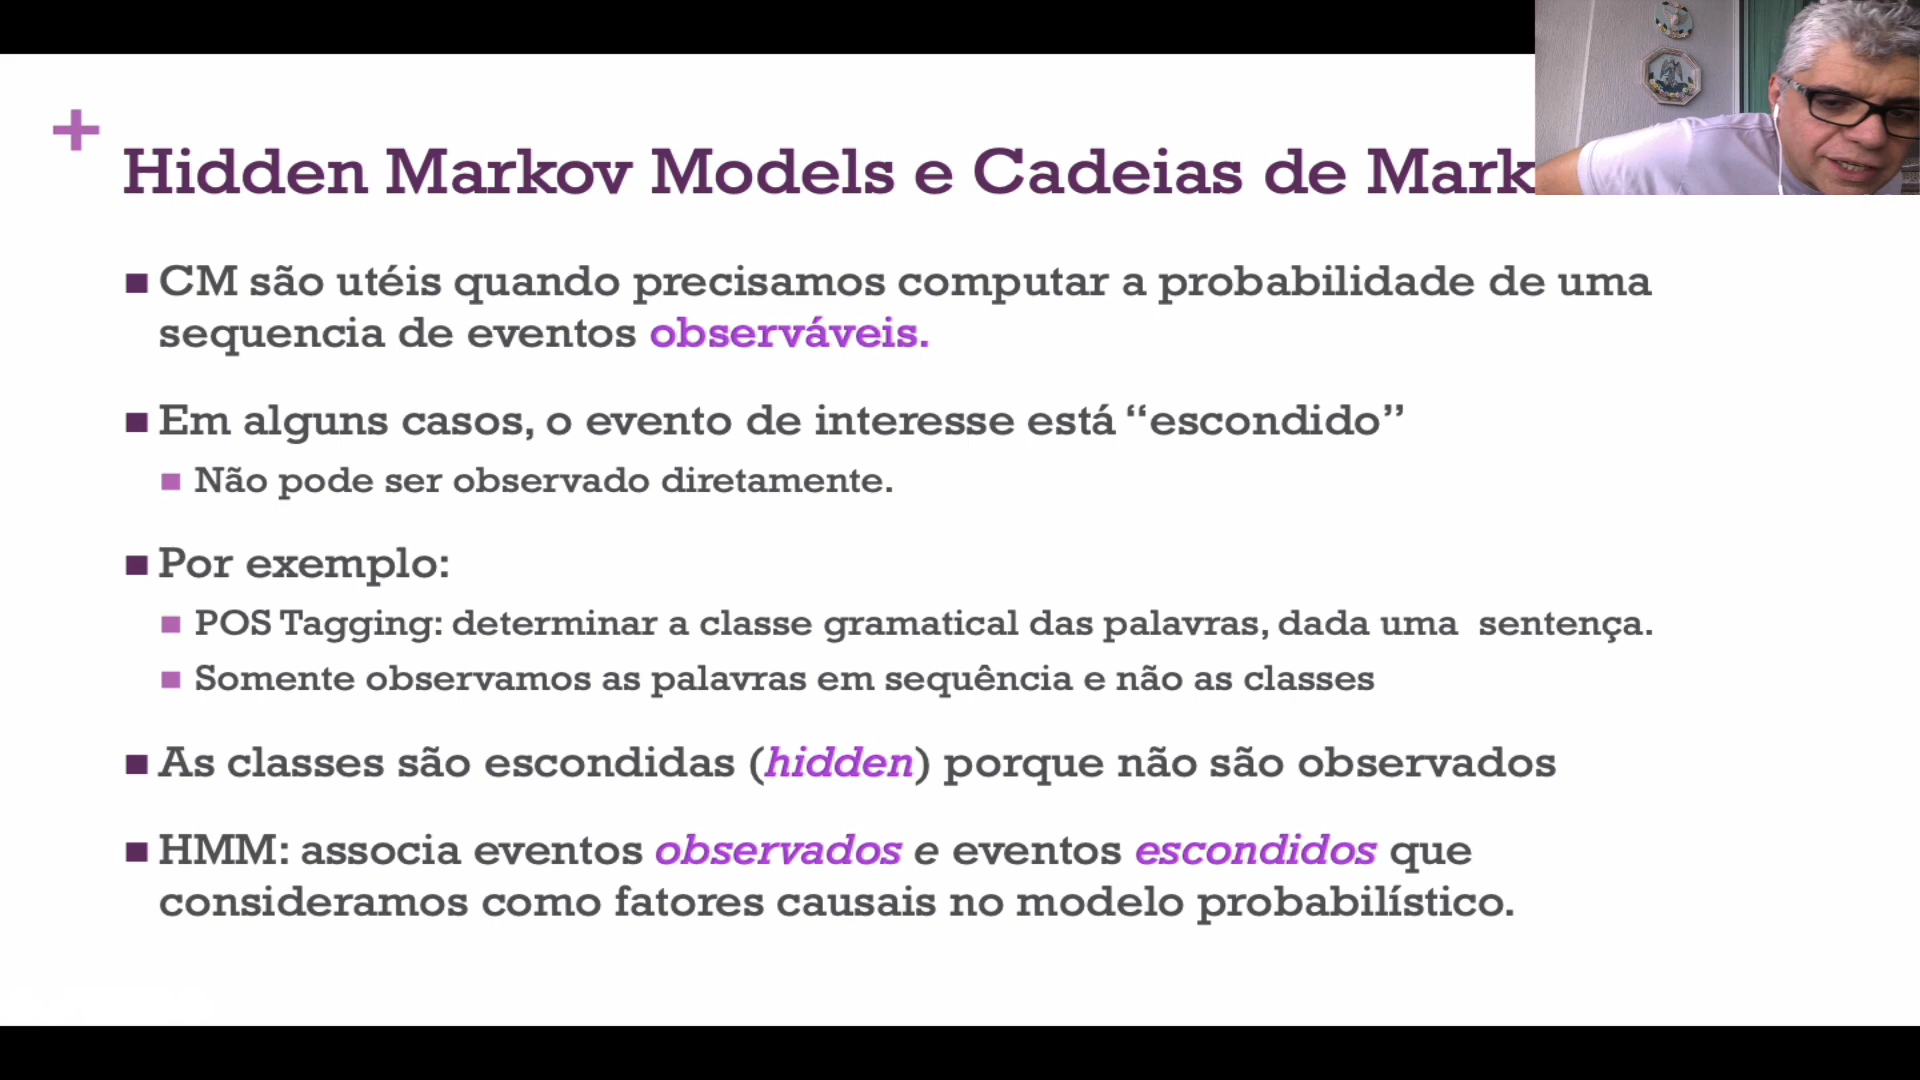 +
Hidden Markov Models e Cadeias de Mark
■ CM são utéis quando precisamos computar a probabilidade de uma
sequencia de eventos observáveis.
■ Em alguns casos, o evento de interesse está “escondido”
■ Não pode ser observado diretamente.
■ Por exemplo:
■ POS Tagging: determinar a classe gramatical das palavras, dada uma sentença.
■ Somente observamos as palavras em sequência e não as classes
■ As classes são escondidas (hidden) porque não são observados
■ HMM: associa eventos observados e eventos escondidos que
consideramos como fatores causais no modelo probabilístico.